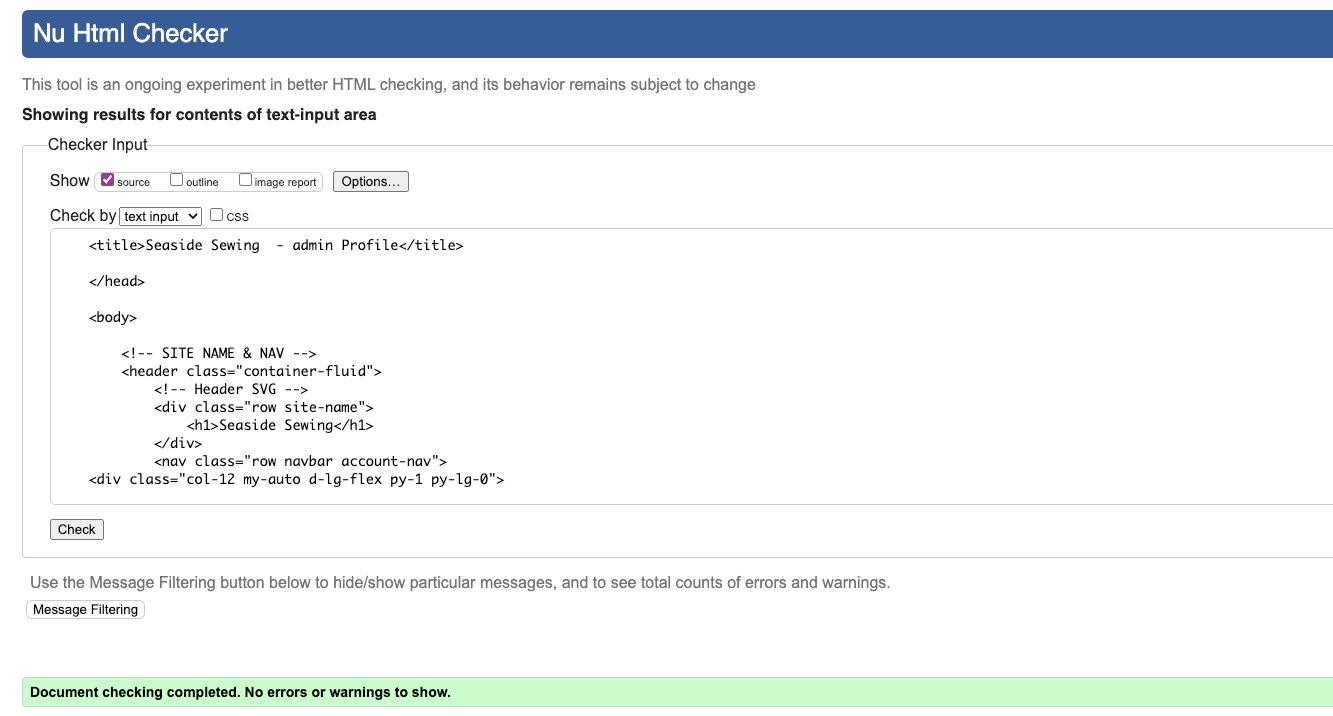 Nu Html Checker
This tool is an ongoing experiment in better HTML checking, and its behavior remains subject to change
Showing results for contents of text-input area
Checker Input
Show source outline image report Options...
Check by text input css
<title>Seaside Sewing  - admin Profile</title>
</head>
<body>
<!-- SITE NAME & NAV -->
<header class="container-fluid">
<!-- Header SVG -->
<div class="row site-name">
<h1>Seaside Sewing</h1>
</div>
<nav class="row navbar account-nav">
<div class="col-12 my-auto d-lg-flex py-1 py-lg-0">
Check
Use the Message Filtering button below to hide/show particular messages, and to see total counts of errors and warnings.
Message Filtering
Document checking completed. No errors or warnings to show.